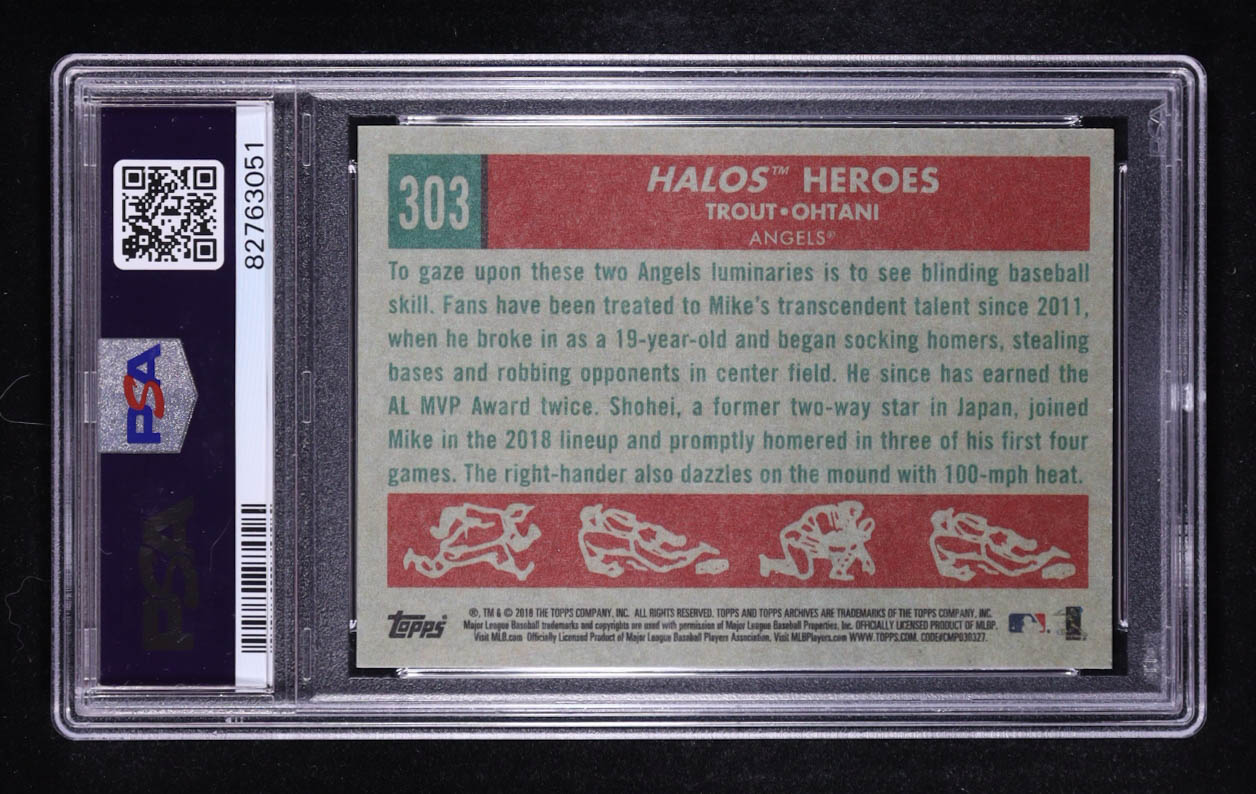 82763051
PSA
PSA
303
HALOS™ HEROES
TROUT•OHTANI
ANGELS®
To gaze upon these two Angels luminaries is to see blinding baseball
skill. Fans have been treated to Mike's transcendent talent since 2011,
when he broke in as a 19-year-old and began socking homers, stealing
bases and robbing opponents in center field. He since has earned the
AL MVP Award twice. Shohei, a former two-way star in Japan, joined
Mike in the 2018 lineup and promptly homered in three of his first four
games. The right-hander also dazzles on the mound with 100-mph heat.
Topps
®, TM & © 2018 THE TOPPS COMPANY, INC. ALL RIGHTS RESERVED. TOPPS AND TOPPS ARCHIVES ARE TRADEMARKS OF THE TOPPS COMPANY, INC.
Major League Baseball trademarks and copyrights are used with permission of Major League Baseball Properties, Inc. OFFICIALLY LICENSED PRODUCT OF MLBP.
Visit MLB.com Officially Licensed Product of Major League Baseball Players Association. Visit MLBPlayers.com WWW.TOPPS.COM. CODE#CMP030327.